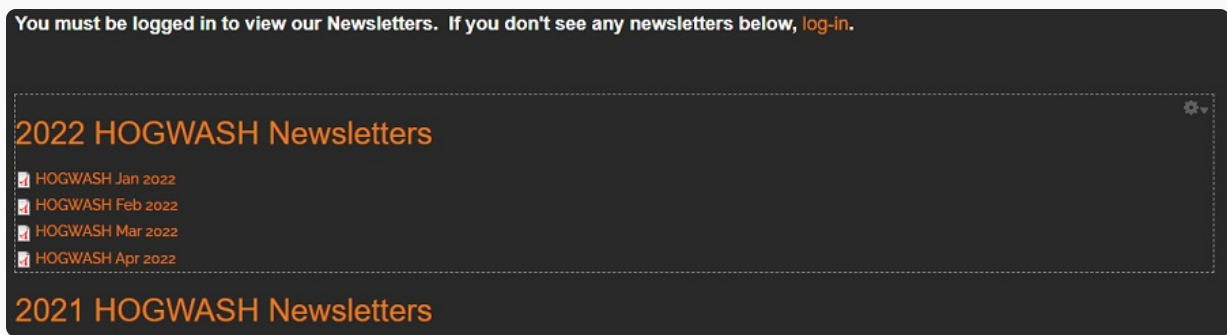 You must be logged in to view our Newsletters.  If you don't see any newsletters below, log-in.
2022 HOGWASH Newsletters
HOGWASH Jan 2022
HOGWASH Feb 2022
HOGWASH Mar 2022
HOGWASH Apr 2022
2021 HOGWASH Newsletters